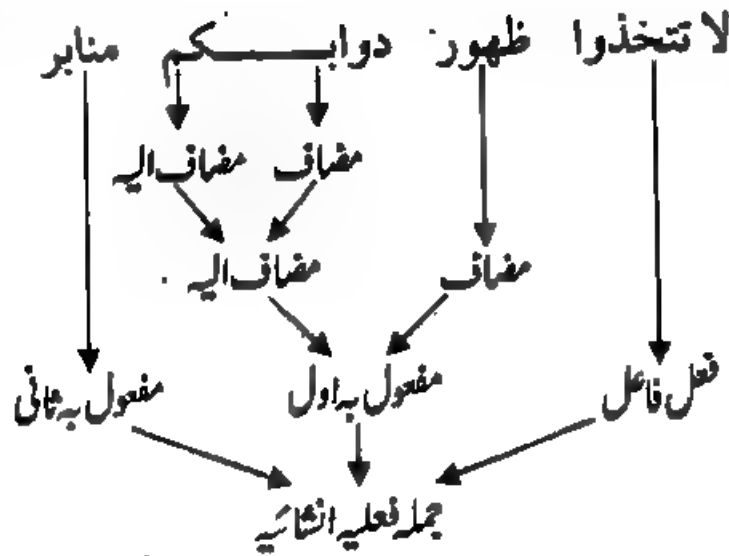 لا تتخذوا ظهور دوابـــــكم منابر
مضاف مضاف الیہ
مضاف مضاف الیہ
فعل فاعل مفعول بہ اول مفعول بہ ثانی
جملہ فعلیہ انشائیہ